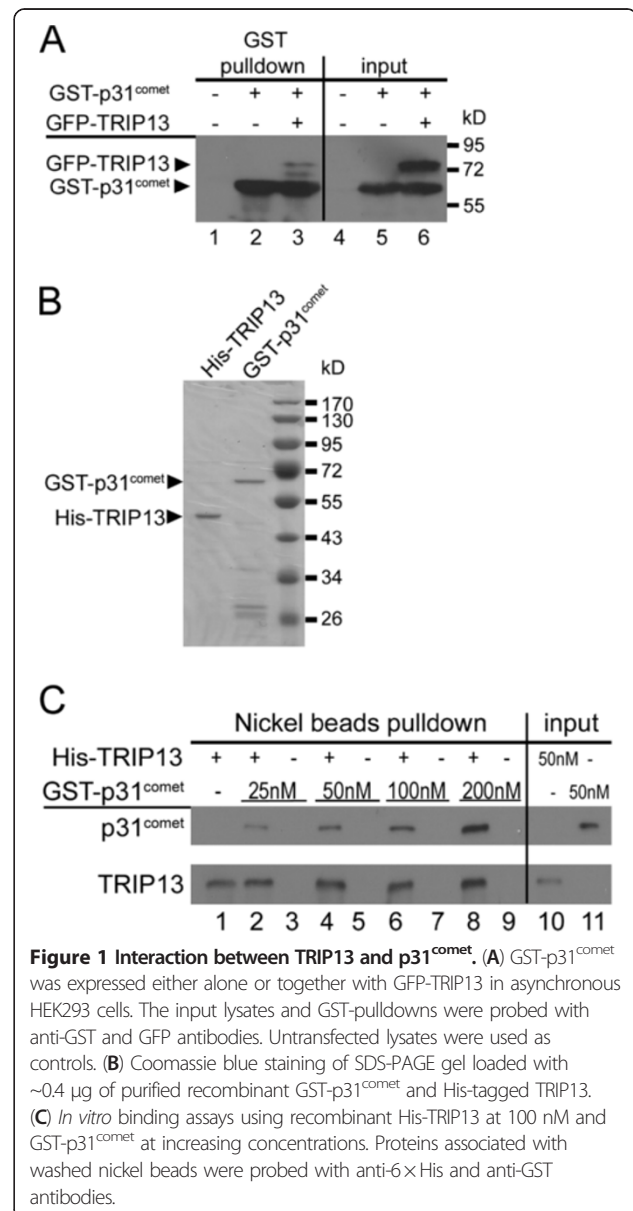 A
GST
pulldown input
GST-p31comet - + + - + +
GFP-TRIP13 - - + - - + kD
95
GFP-TRIP13 72
GST-p31comet
55
1 2 3 4 5 6
B
His-TRIP13
GST-p31comet
kD
170
130
95
72
GST-p31comet
55
His-TRIP13
43
34
26
C
Nickel beads pulldown input
His-TRIP13 + + - + - + - + - 50nM -
GST-p31comet - 25nM 50nM 100nM 200nM - 50nM
p31comet
TRIP13
1 2 3 4 5 6 7 8 9 10 11
Figure 1 Interaction between TRIP13 and p31comet. (A) GST-p31comet
was expressed either alone or together with GFP-TRIP13 in asynchronous
HEK293 cells. The input lysates and GST-pulldowns were probed with
anti-GST and GFP antibodies. Untransfected lysates were used as
controls. (B) Coomassie blue staining of SDS-PAGE gel loaded with
~0.4 μg of purified recombinant GST-p31comet and His-tagged TRIP13.
(C) In vitro binding assays using recombinant His-TRIP13 at 100 nM and
GST-p31comet at increasing concentrations. Proteins associated with
washed nickel beads were probed with anti-6 × His and anti-GST
antibodies.